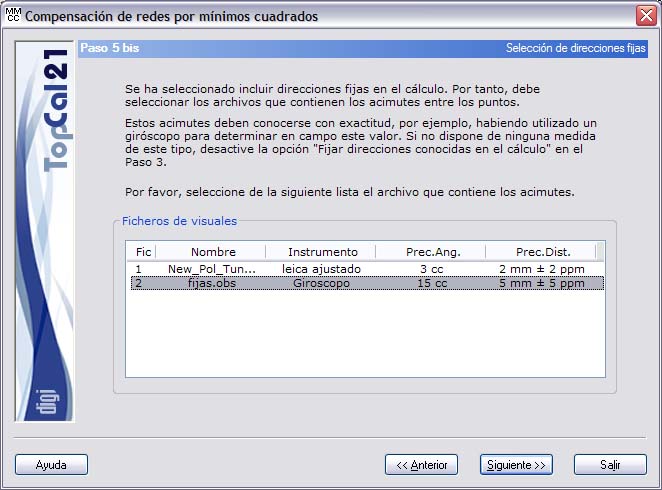 MM
CC
Compensación de redes por mínimos cuadrados
Paso 5 bis
Selección de direcciones fijas
TopCal 21
digi
Se ha seleccionado incluir direcciones fijas en el cálculo. Por tanto, debe
seleccionar los archivos que contienen los acimutes entre los puntos.
Estos acimutes deben conocerse con exactitud, por ejemplo, habiendo utilizado un
giróscopo para determinar en campo este valor. Si no dispone de ninguna medida
de este tipo, desactive la opción "Fijar direcciones conocidas en el cálculo" en el
Paso 3.
Por favor, seleccione de la siguiente lista el archivo que contiene los acimutes.
Ficheros de visuales
Fic Nombre Instrumento Prec.Ang. Prec.Dist.
1 New_Pol_Tun... leica ajustado 3 cc 2 mm ± 2 ppm
2 fijas.obs Giroscopo 15 cc 5 mm ± 5 ppm
Ayuda
<< Anterior
Siguiente >>
Salir